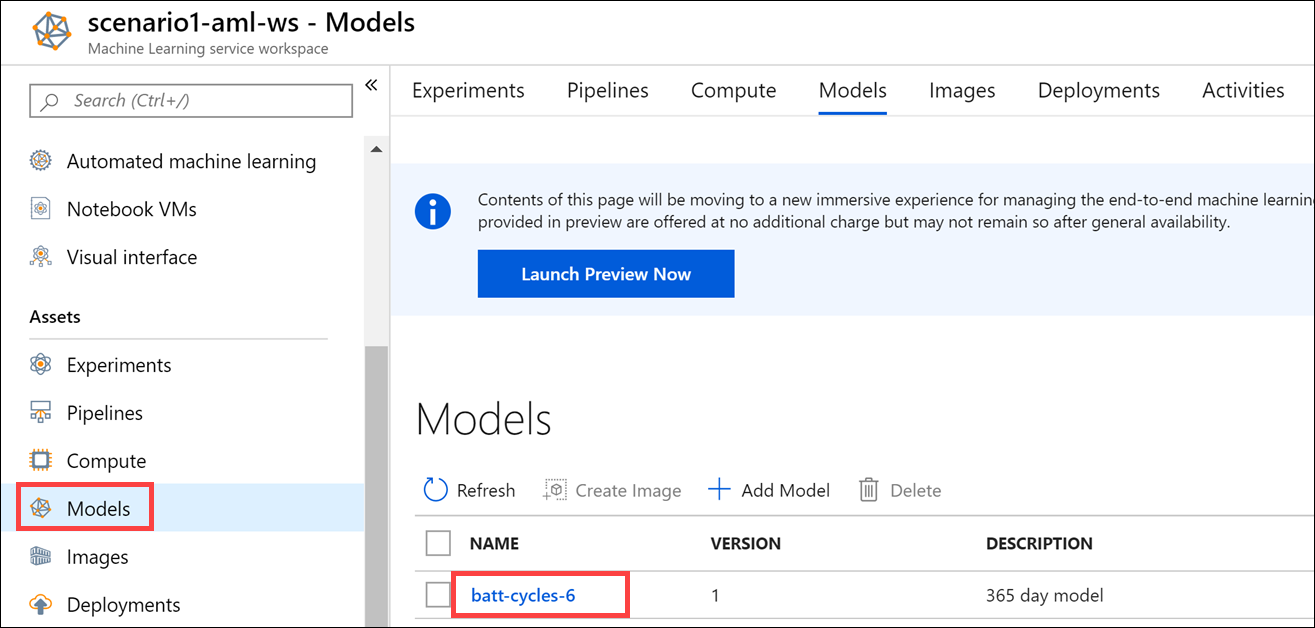 scenario1-aml-ws - Models
Machine Learning service workspace
Search (Ctrl+/)
«
Automated machine learning
Notebook VMs
Visual interface
Assets
Experiments
Pipelines
Compute
Models
Images
Deployments
Experiments Pipelines Compute Models Images Deployments Activities
Contents of this page will be moving to a new immersive experience for managing the end-to-end machine learnin
provided in preview are offered at no additional charge but may not remain so after general availability.
Launch Preview Now
Models
Refresh Create Image Add Model Delete
NAME VERSION DESCRIPTION
batt-cycles-6 1 365 day model